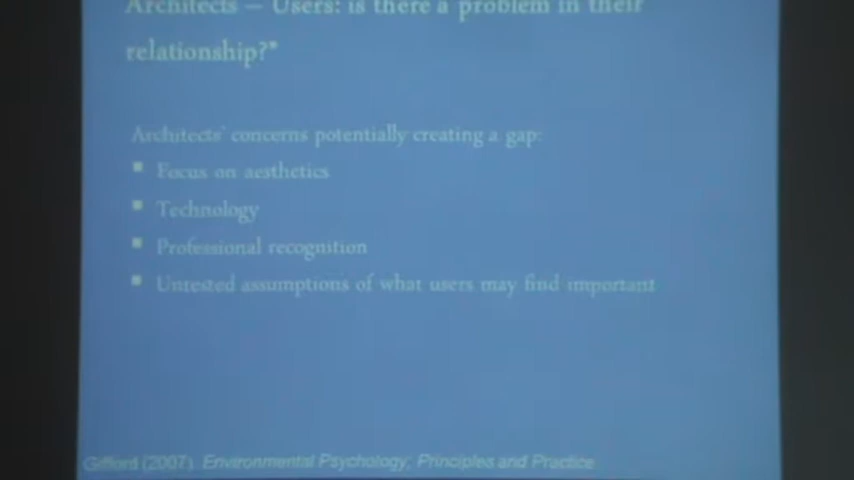 Architects – Users: is there a problem in their
relationship?*
Architects' concerns potentially creating a gap:
▪ Focus on aesthetics
▪ Technology
▪ Professional recognition
▪ Untested assumptions of what users may find important
Gifford (2007). Environmental Psychology; Principles and Practice